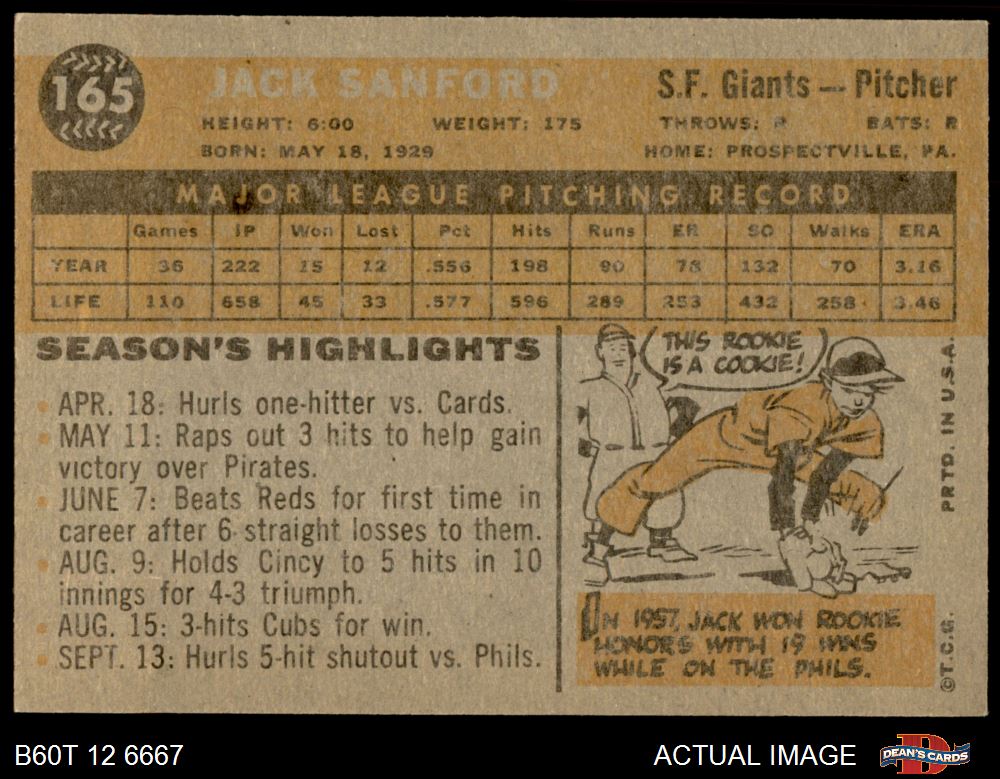 165
JACK SANFORD
S.F. Giants — Pitcher
HEIGHT: 6:00 WEIGHT: 175 THROWS: R BATS: R
BORN: MAY 18, 1929 HOME: PROSPECTVILLE, PA.
MAJOR LEAGUE PITCHING RECORD
Games IP Won Lost Pct Hits Runs ER SO Walks ERA
YEAR 36 222 15 12 .556 198 90 78 132 70 3.16
LIFE 110 658 45 33 .577 596 289 253 432 258 3.46
SEASON'S HIGHLIGHTS
APR. 18: Hurls one-hitter vs. Cards.
MAY 11: Raps out 3 hits to help gain
victory over Pirates.
JUNE 7: Beats Reds for first time in
career after 6 straight losses to them.
AUG. 9: Holds Cincy to 5 hits in 10
innings for 4-3 triumph.
AUG. 15: 3-hits Cubs for win.
SEPT. 13: Hurls 5-hit shutout vs. Phils.
THIS ROOKIE
IS A COOKIE!
IN 1957, JACK WON ROOKIE
HONORS WITH 19 WINS
WHILE ON THE PHILS.
©T.C.G. PRTD. IN U.S.A.
B60T 12 6667
ACTUAL IMAGE
DEAN'S CARDS